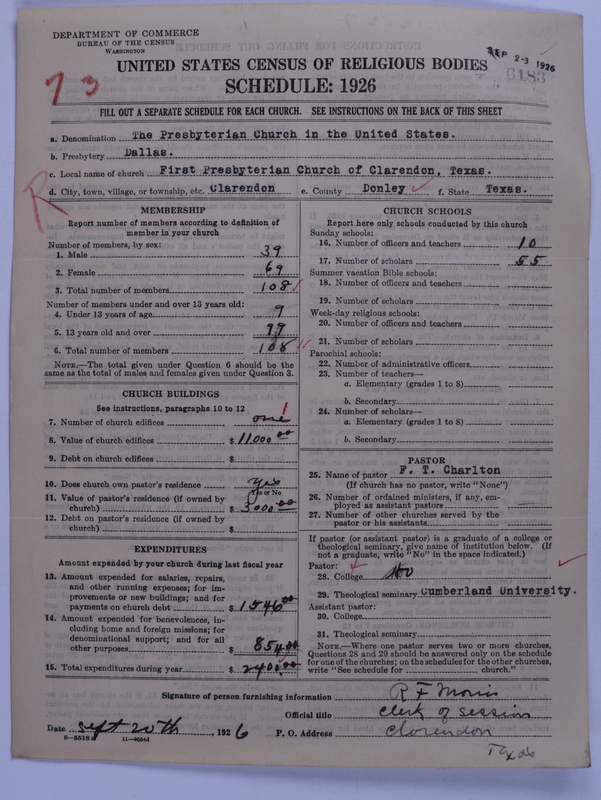 DEPARTMENT OF COMMERCE
BUREAU OF THE CENSUS
WASHINGTON
SEP 23 1926
6183
UNITED STATES CENSUS OF RELIGIOUS BODIES
SCHEDULE: 1926
73
FILL OUT A SEPARATE SCHEDULE FOR EACH CHURCH. SEE INSTRUCTIONS ON THE BACK OF THIS SHEET
a. Denomination The Presbyterian Church in the United States.
b. Presbytery Dallas.
c. Local name of church First Presbyterian Church of Clarendon, Texas.
d. City, town, village, or township, etc. Clarendon e. County Donley f. State Texas.
R
MEMBERSHIP
Report number of members according to definition of
member in your church
Number of members, by sex:
1. Male 39
2. Female 69
3. Total number of members 108
Number of members under and over 13 years old:
4. Under 13 years of age 9
5. 13 years old and over 99
6. Total number of members 108
NOTE.—The total given under Question 6 should be the
same as the total of males and females given under Question 3.
CHURCH BUILDINGS
See instructions, paragraphs 10 to 12
7. Number of church edifices one 1
8. Value of church edifices $11,000.00
9. Debt on church edifices $
10. Does church own pastor's residence? Yes
Yes or No
11. Value of pastor's residence (if owned by
church) $3000.00
12. Debt on pastor's residence (if owned by
church) $
EXPENDITURES
Amount expended by church during last fiscal year
13. Amount expended for salaries, repairs,
and other running expenses; for im-
provements or new buildings; and for
payments on church debt $1546.00
14. Amount expended for benevolences, in-
cluding home and foreign missions; for
denominational support; and for all
other purposes $854.00
15. Total expenditures during year $2400.00
CHURCH SCHOOLS
Report here only schools conducted by this church
Sunday schools:
16. Number of officers and teachers 10
17. Number of scholars 55
Summer vacation Bible schools:
18. Number of officers and teachers
19. Number of scholars
Week-day religious schools:
20. Number of officers and teachers
21. Number of scholars
Parochial schools:
22. Number of administrative officers
23. Number of teachers—
a. Elementary (grades 1 to 8)
b. Secondary
24. Number of scholars—
a. Elementary (grades 1 to 8)
b. Secondary
PASTOR
25. Name of pastor F. T. Charlton
(If church has no pastor, write "None")
26. Number of ordained ministers, if any, em-
ployed as assistant pastors
27. Number of other churches served by the
pastor or his assistants
If pastor (or assistant pastor) is a graduate of a college or
theological seminary, give name of institution below. (If
not a graduate, write "No" in the space indicated.)
Pastor:
28. College No
29. Theological seminary Cumberland University.
Assistant pastor:
30. College
31. Theological seminary
NOTE.—Where one pastor serves two or more churches,
Questions 28 and 29 should be answered only on the schedule
for one of the churches; on the schedules for the other churches,
write "See schedule for church."
Signature of person furnishing information R F Morris
Official title Clerk of Session
Date Sept 20th, 1926 P. O. Address Clarendon
Texas
8—5518 11—90544